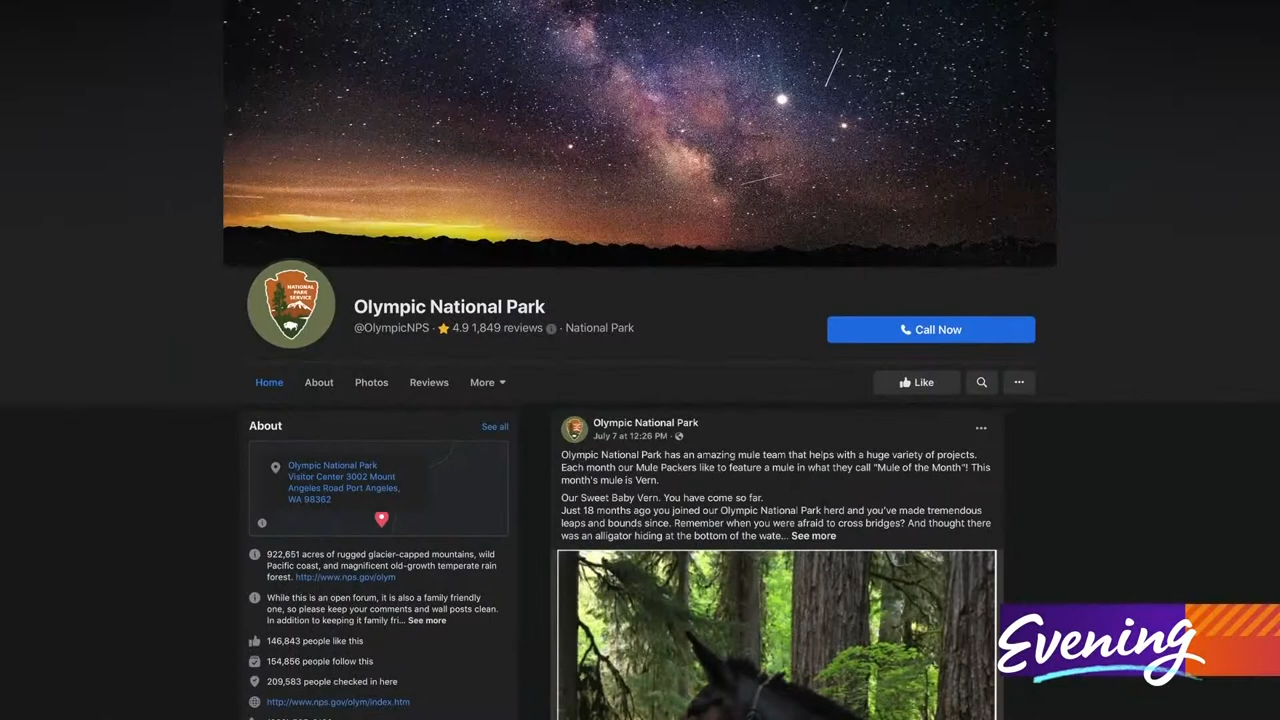 NATIONAL
PARK
SERVICE
Olympic National Park
@OlympicNPS · 4.9 1,849 reviews · National Park
Call Now
Home About Photos Reviews More
Like
About
See all
Olympic National Park
Visitor Center 3002 Mount
Angeles Road Port Angeles,
WA 98362
922,651 acres of rugged glacier-capped mountains, wild
Pacific coast, and magnificent old-growth temperate rain
forest. http://www.nps.gov/olym
While this is an open forum, it is also a family friendly
one, so please keep your comments and wall posts clean.
In addition to keeping it family fri... See more
146,843 people like this
154,856 people follow this
209,583 people checked in here
http://www.nps.gov/olym/index.htm
Olympic National Park
July 7 at 12:26 PM ·
Olympic National Park has an amazing mule team that helps with a huge variety of projects.
Each month our Mule Packers like to feature a mule in what they call "Mule of the Month"! This
month's mule is Vern.
Our Sweet Baby Vern. You have come so far.
Just 18 months ago you joined our Olympic National Park herd and you've made tremendous
leaps and bounds since. Remember when you were afraid to cross bridges? And thought there
was an alligator hiding at the bottom of the wate... See more
Evening